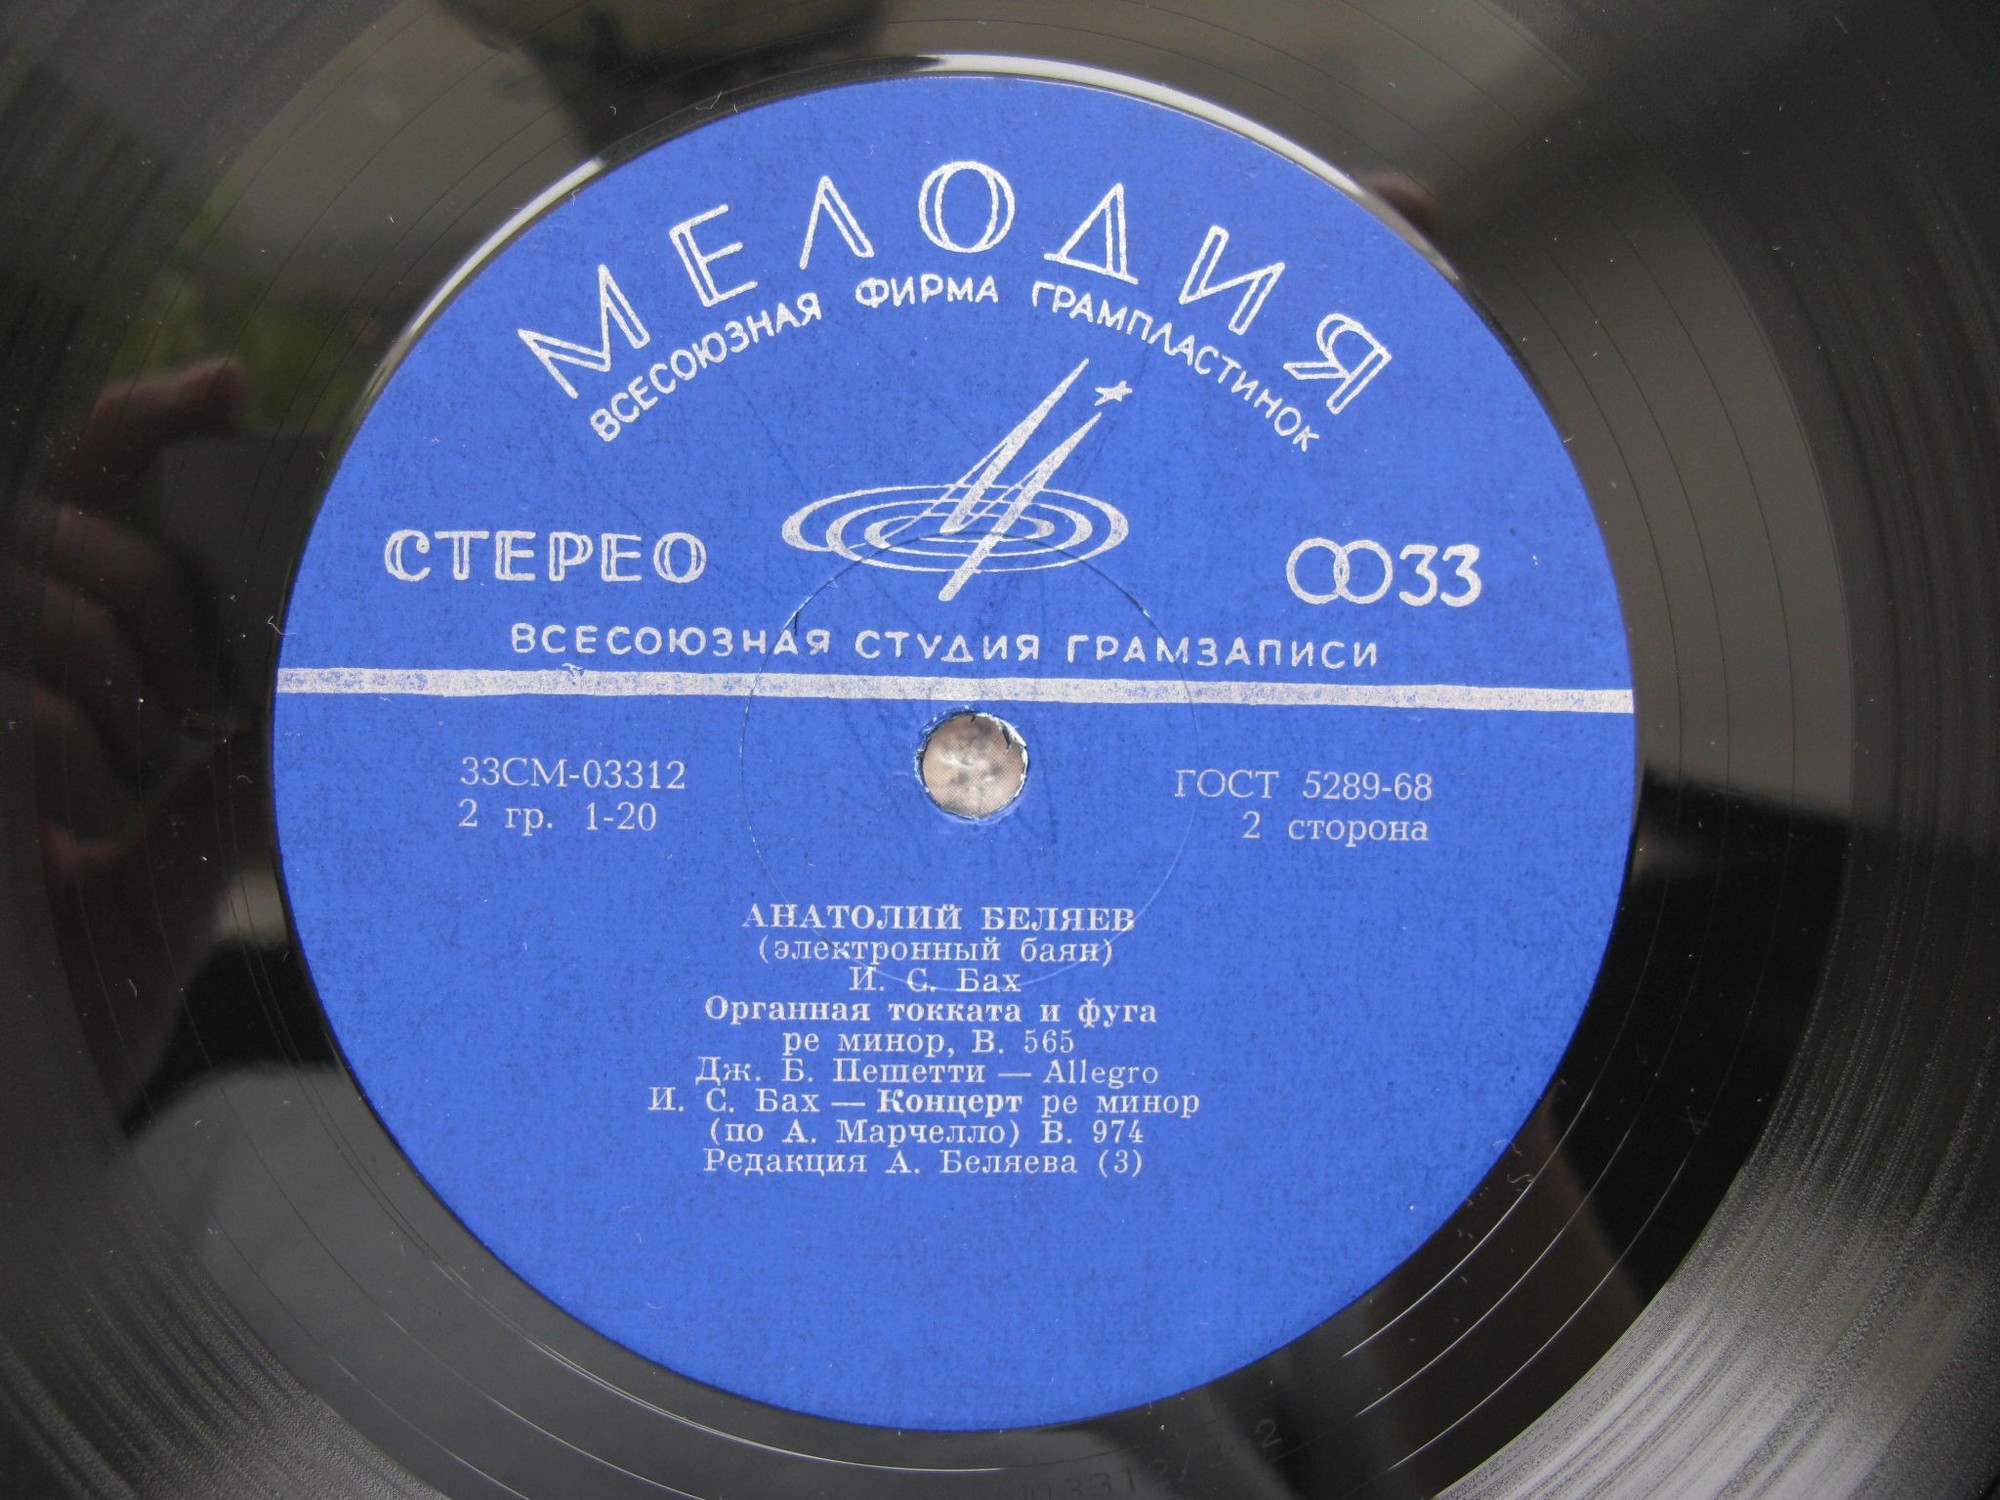 МЕЛОДИЯ
ВСЕСОЮЗНАЯ ФИРМА ГРАМПЛАСТИНОК
СТЕРЕО
33
ВСЕСОЮЗНАЯ СТУДИЯ ГРАМЗАПИСИ
33СМ-03312
ГОСТ 5289-68
2 гр. 1-20
2 сторона
АНАТОЛИЙ БЕЛЯЕВ
(электронный баян)
И. С. Бах
Органная токката и фуга
ре минор, В. 565
Дж. Б. Пешетти — Allegro
И. С. Бах — Концерт ре минор
(по А. Марчелло) В. 974
Редакция А. Беляева (3)